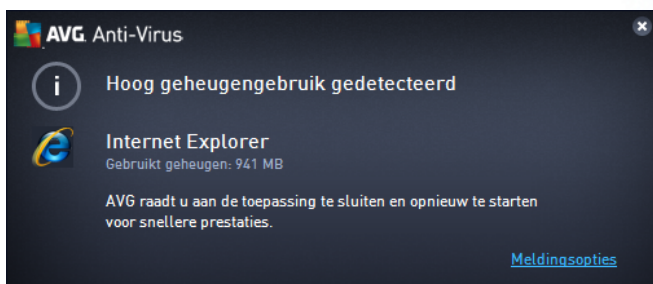 AVG. Anti-Virus
Hoog geheugengebruik gedetecteerd
Internet Explorer
Gebruikt geheugen: 941 MB
AVG raadt u aan de toepassing te sluiten en opnieuw te starten
voor snellere prestaties.
Meldingsopties